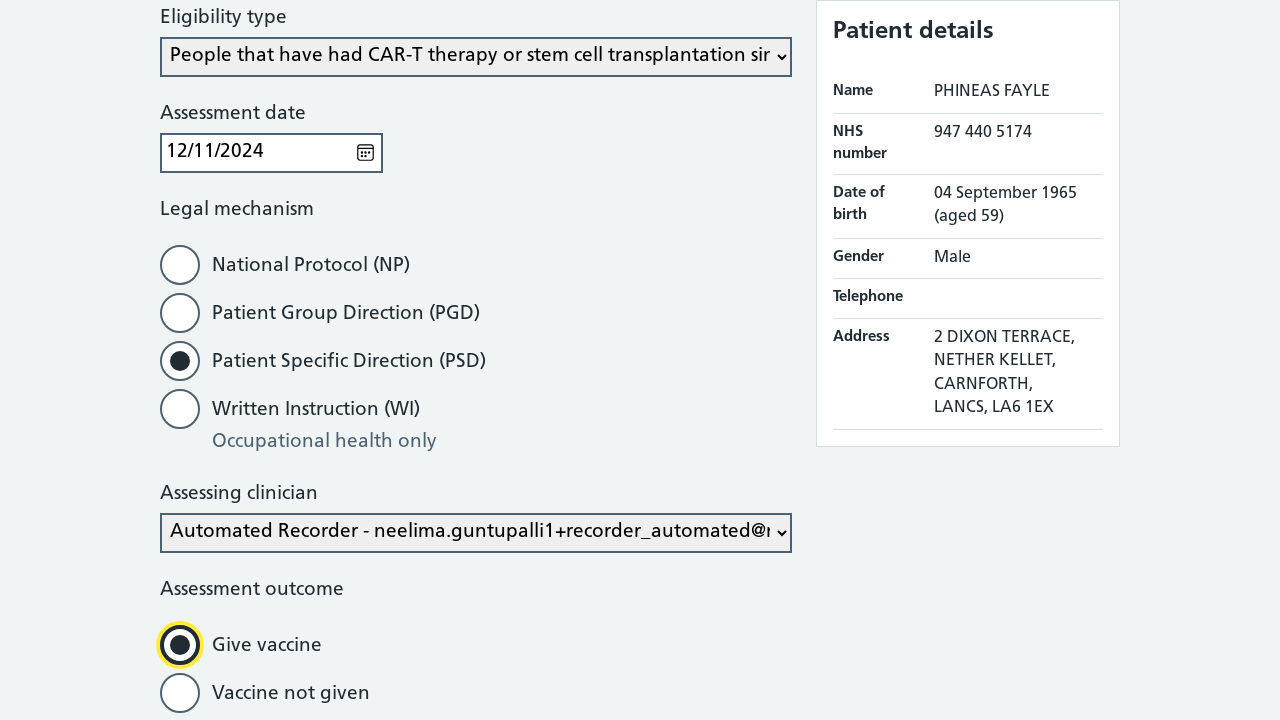 Eligibility type
People that have had CAR-T therapy or stem cell transplantation sir
Assessment date
12/11/2024
Legal mechanism
National Protocol (NP)
Patient Group Direction (PGD)
Patient Specific Direction (PSD)
Written Instruction (WI)
Occupational health only
Assessing clinician
Automated Recorder - neelima.guntupalli1+recorder_automated@
Assessment outcome
Give vaccine
Vaccine not given
Patient details
Name PHINEAS FAYLE
NHS number 947 440 5174
Date of birth 04 September 1965
(aged 59)
Gender Male
Telephone
Address 2 DIXON TERRACE,
NETHER KELLET,
CARNFORTH,
LANCS, LA6 1EX